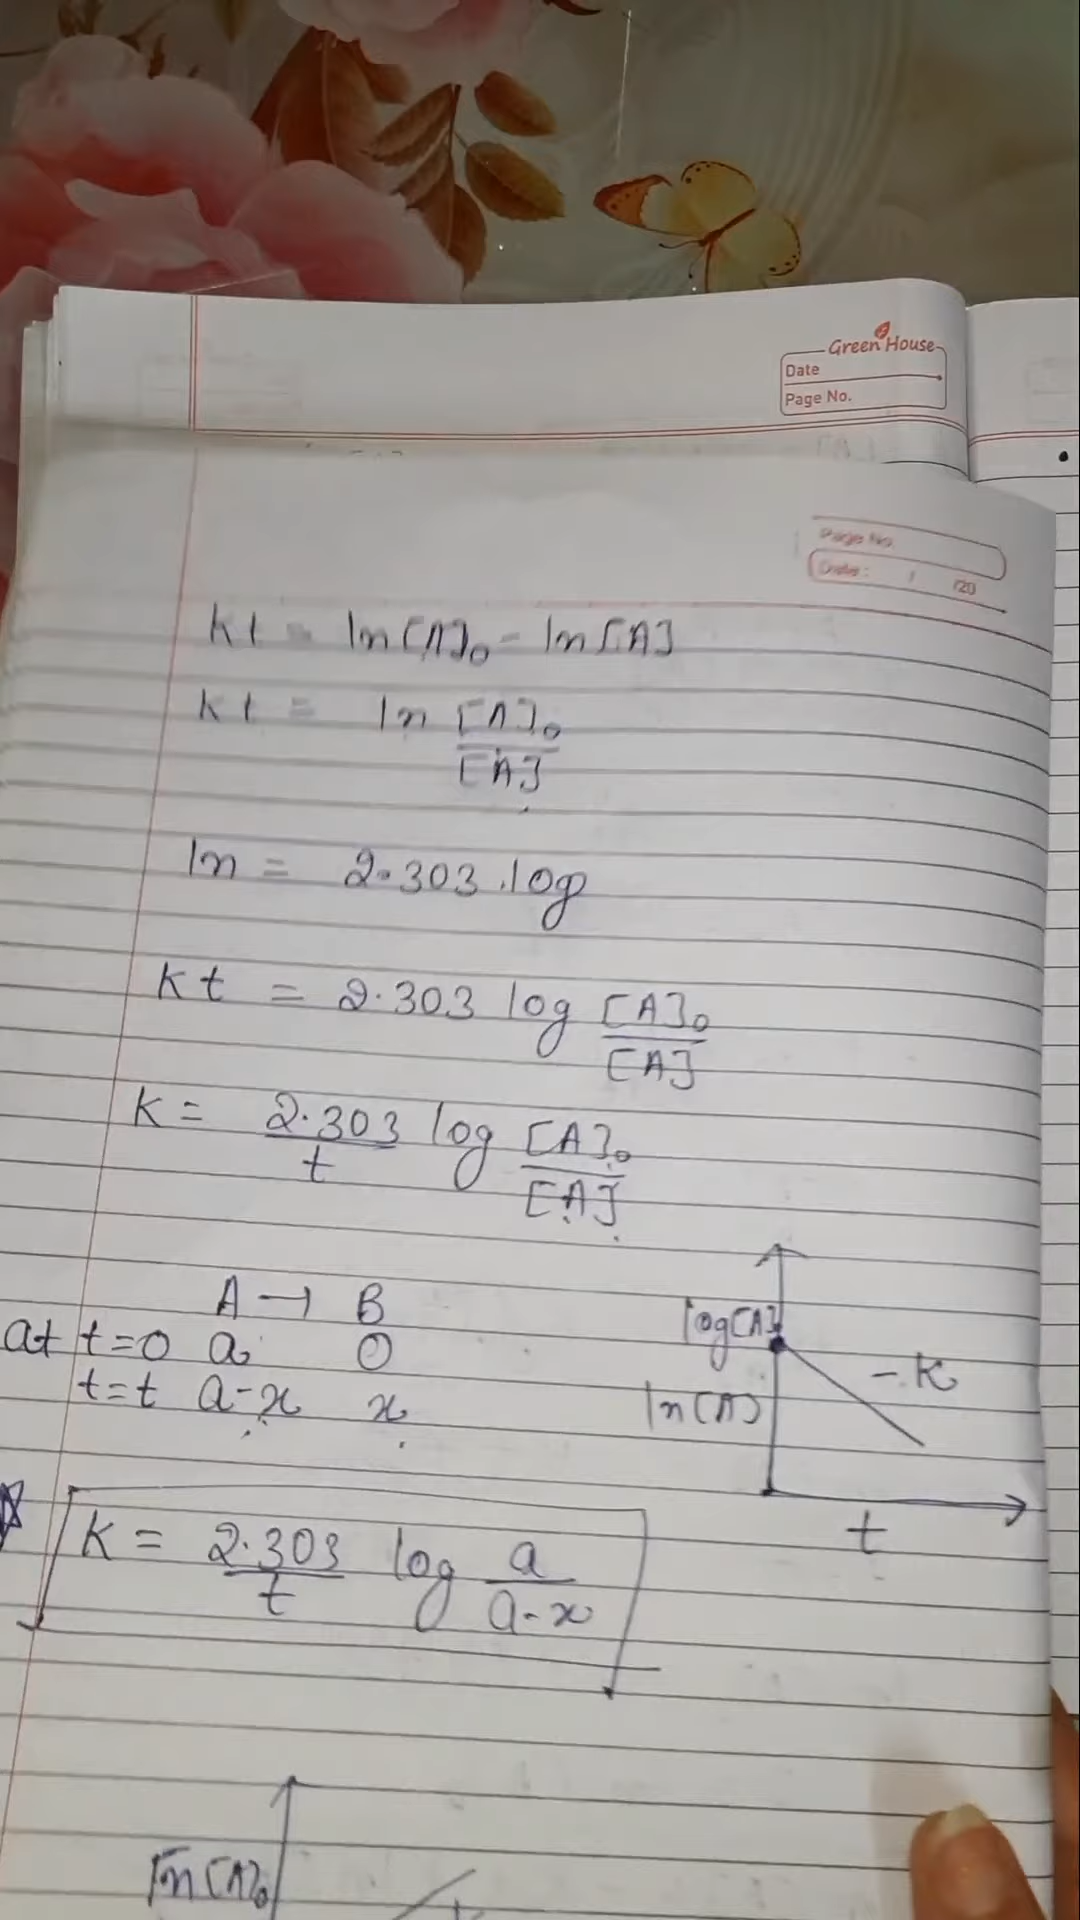 Green House
Date
Page No.
Page No.
Date: / /20
kt = ln[A]₀ - ln[A]
kt = ln [A]₀/[A]
ln = 2.303 log
kt = 2.303 log [A]₀/[A]
K = 2.303/t log [A]₀/[A]
A → B
at t=0 a 0
t=t a-x x
log[A]
ln[A]
-K
t
K = 2.303/t log a/a-x
ln[A]₀